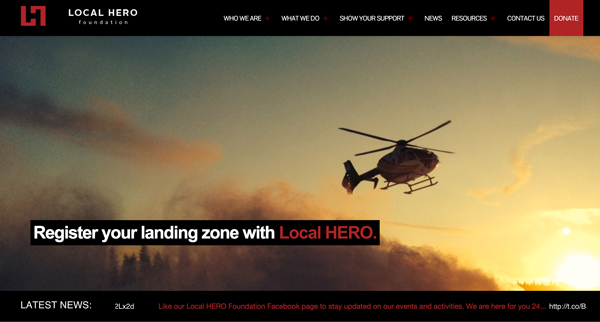 LOCAL HERO
foundation
WHO WE ARE + WHAT WE DO + SHOW YOUR SUPPORT + NEWS RESOURCES + CONTACT US DONATE
Register your landing zone with Local HERO.
LATEST NEWS: 2Lx2d Like our Local HERO Foundation Facebook page to stay updated on our events and activities. We are here for you 24... http://t.co/B